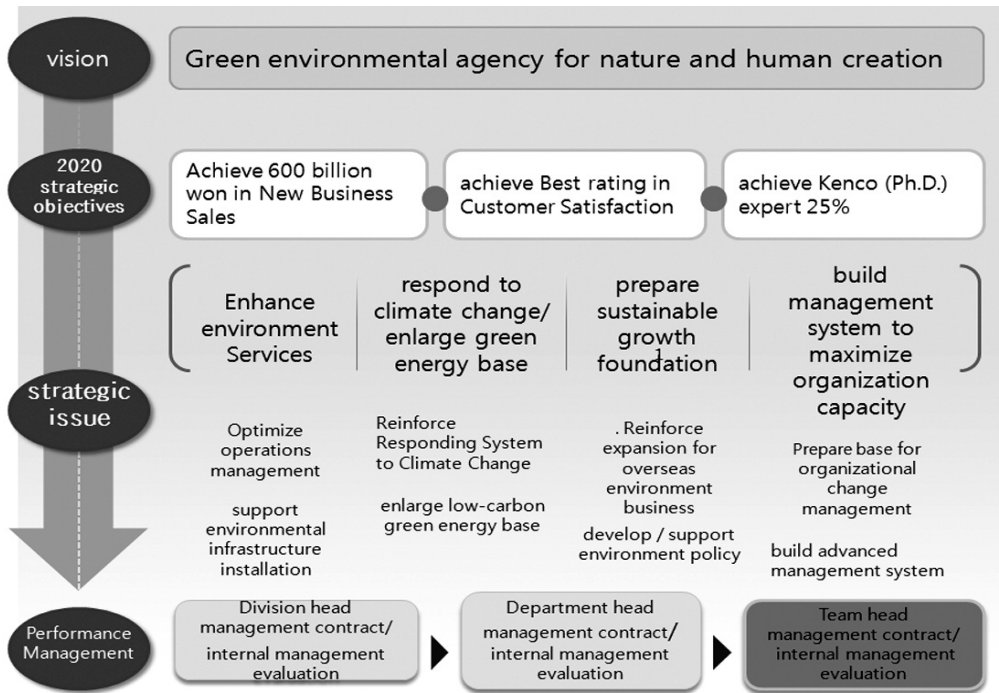 vision
Green environmental agency for nature and human creation
2020
strategic
objectives
Achieve 600 billion
won in New Business
Sales
achieve Best rating in
Customer Satisfaction
achieve Kenco (Ph.D.)
expert 25%
strategic
issue
Enhance
environment
Services
respond to
climate change/
enlarge green
energy base
prepare
sustainable
growth
foundation
build
management
system to
maximize
organization
capacity
Optimize
operations
management
support
environmental
infrastructure
installation
Reinforce
Responding System
to Climate Change
enlarge low-carbon
green energy base
. Reinforce
expansion for
overseas
environment
business
develop / support
environment policy
Prepare base for
organizational
change
management
build advanced
management system
Performance
Management
Division head
management contract/
internal management
evaluation
Department head
management contract/
internal management
evaluation
Team head
management contract/
internal management
evaluation